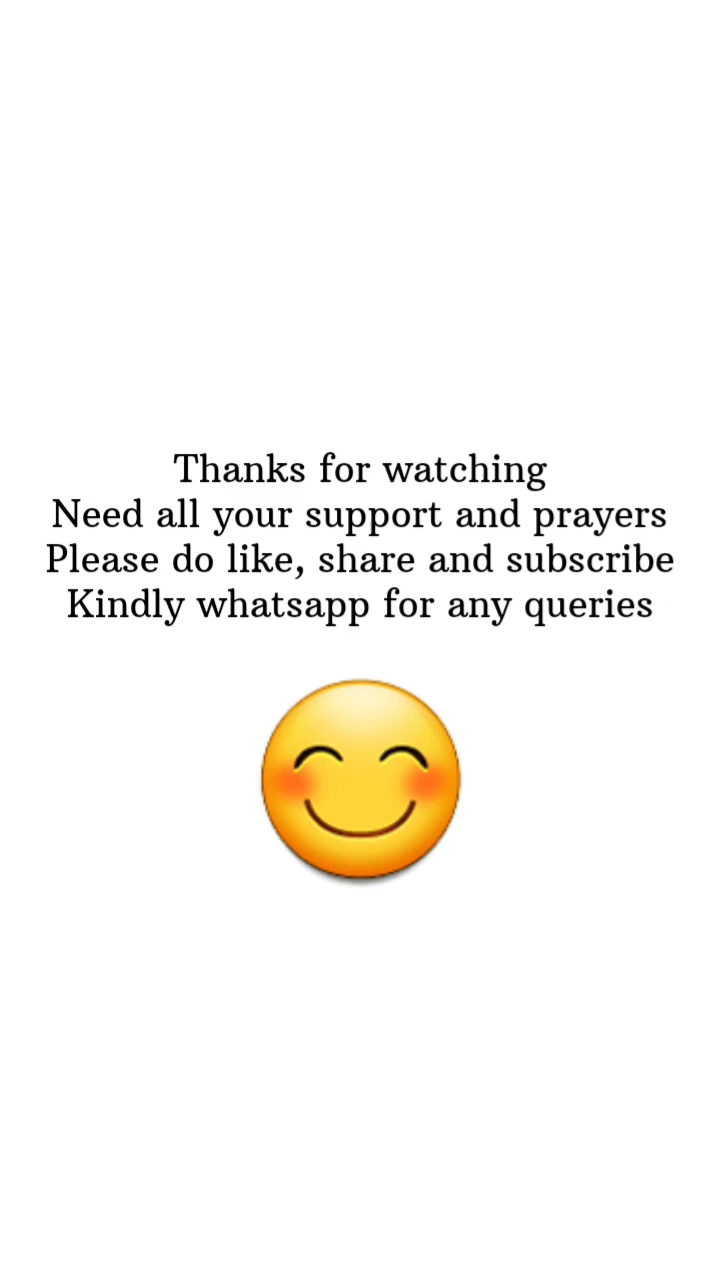 Thanks for watching
Need all your support and prayers
Please do like, share and subscribe
Kindly whatsapp for any queries